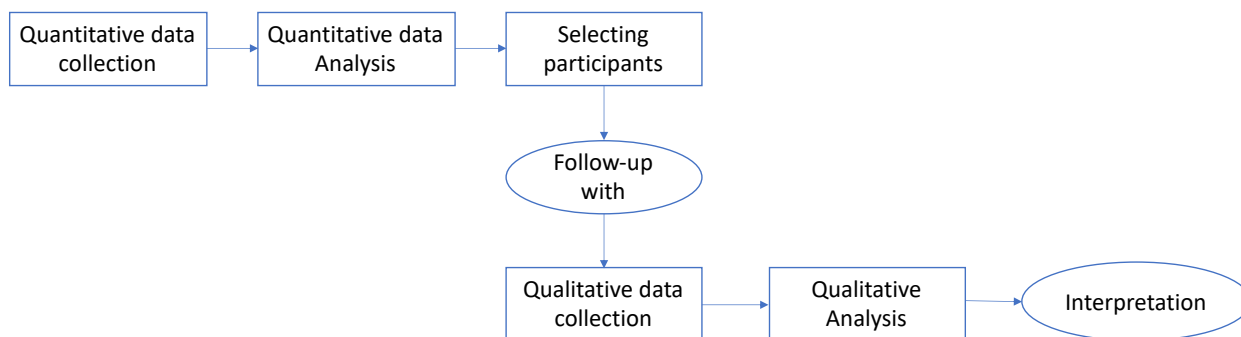 Quantitative data
collection
Quantitative data
Analysis
Selecting
participants
Follow-up
with
Qualitative data
collection
Qualitative
Analysis
Interpretation